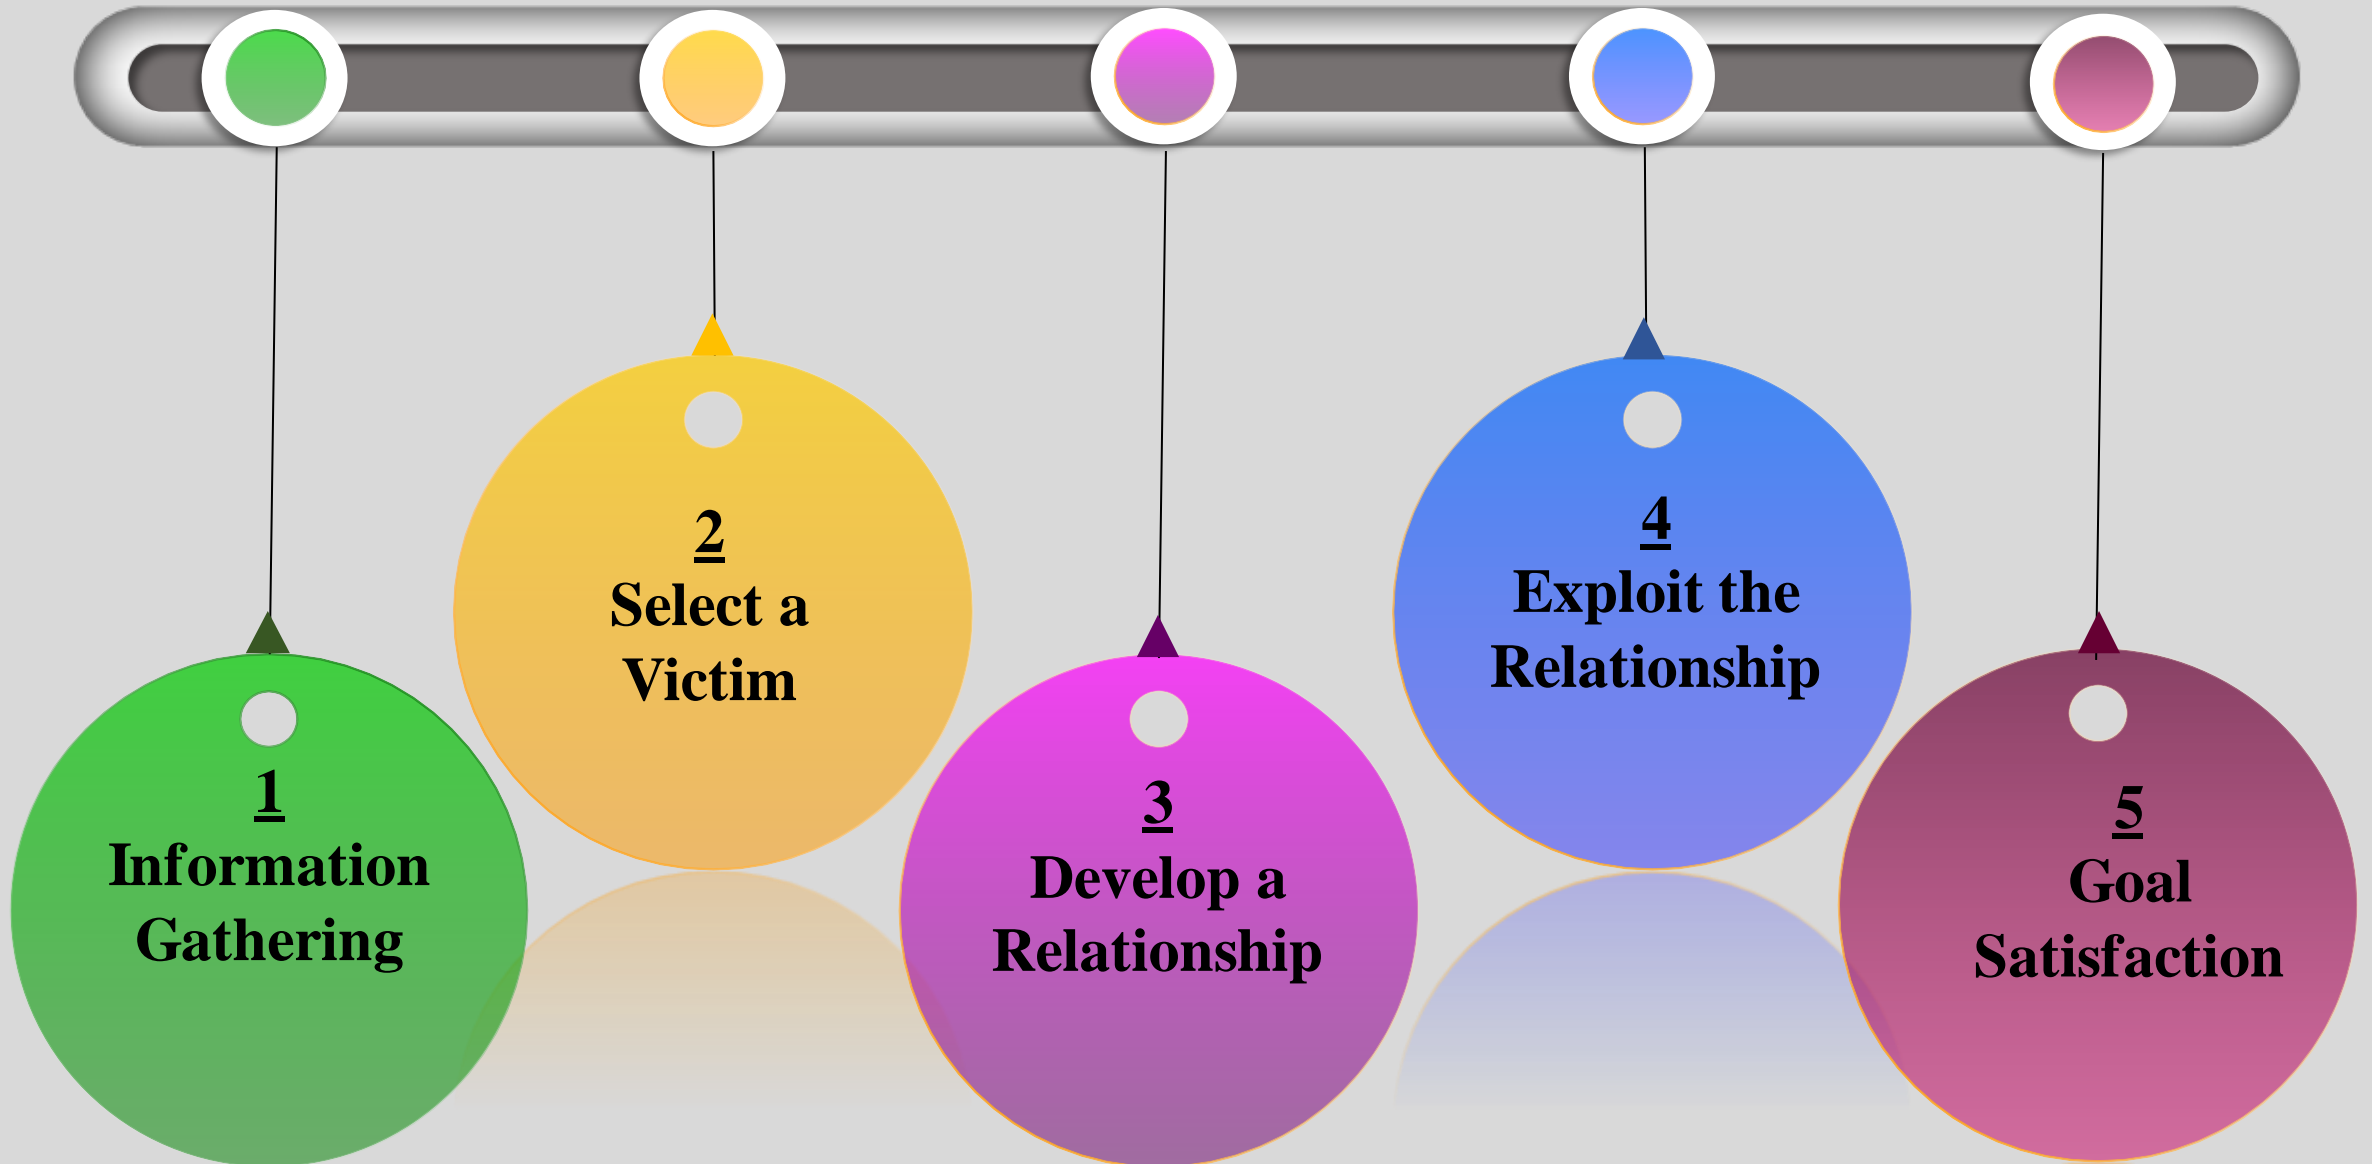 1
Information
Gathering
2
Select a
Victim
3
Develop a
Relationship
4
Exploit the
Relationship
5
Goal
Satisfaction